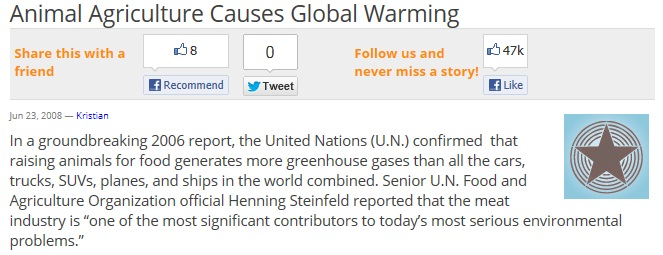 Animal Agriculture Causes Global Warming
Share this with a
friend
8
Recommend
0
Tweet
Follow us and
never miss a story!
47k
Like
Jun 23, 2008 — Kristian
In a groundbreaking 2006 report, the United Nations (U.N.) confirmed that
raising animals for food generates more greenhouse gases than all the cars,
trucks, SUVs, planes, and ships in the world combined. Senior U.N. Food and
Agriculture Organization official Henning Steinfeld reported that the meat
industry is “one of the most significant contributors to today’s most serious environmental
problems.”